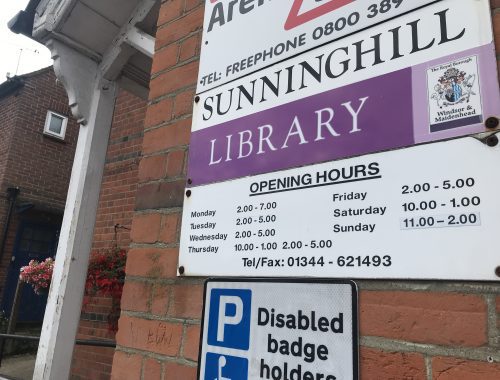 TEL: FREEPHONE 0800 389
SUNNINGHILL
LIBRARY
The Royal Borough
Windsor &
Maidenhead
OPENING HOURS
Monday 2.00 - 7.00
Tuesday 2.00 - 5.00
Wednesday 2.00 - 5.00
Thursday 10.00 - 1.00 2.00 - 5.00
Friday 2.00 - 5.00
Saturday 10.00 - 1.00
Sunday 11.00 – 2.00
Tel/Fax: 01344 - 621493
P
Disabled
badge
holders